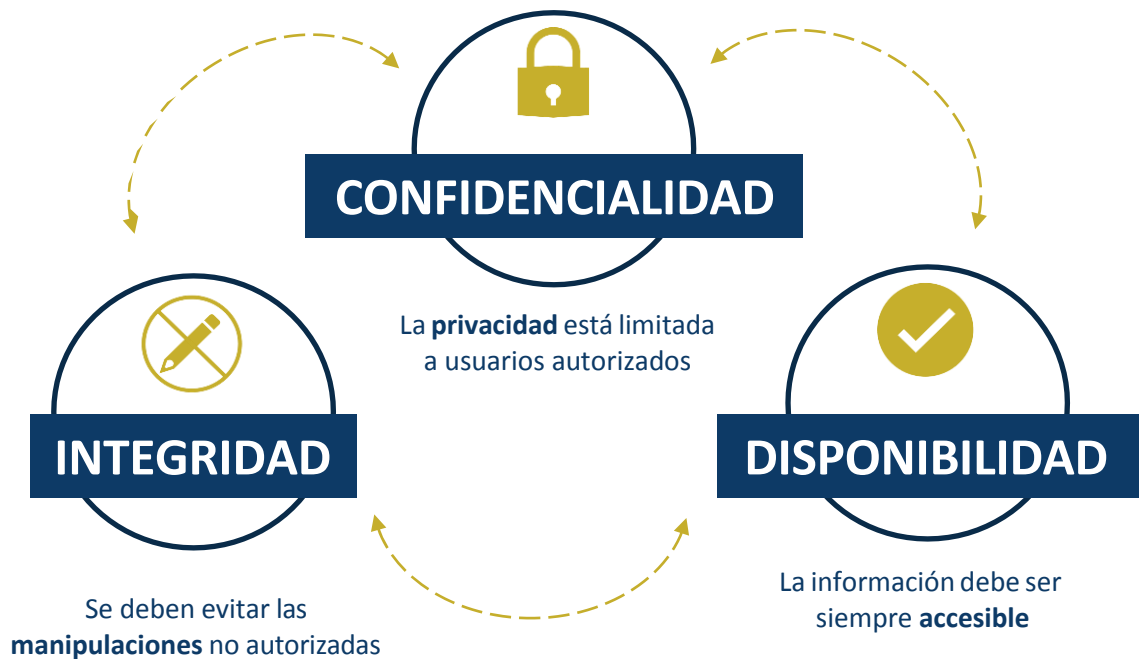 CONFIDENCIALIDAD
La privacidad está limitada
a usuarios autorizados
INTEGRIDAD
Se deben evitar las
manipulaciones no autorizadas
DISPONIBILIDAD
La información debe ser
siempre accesible